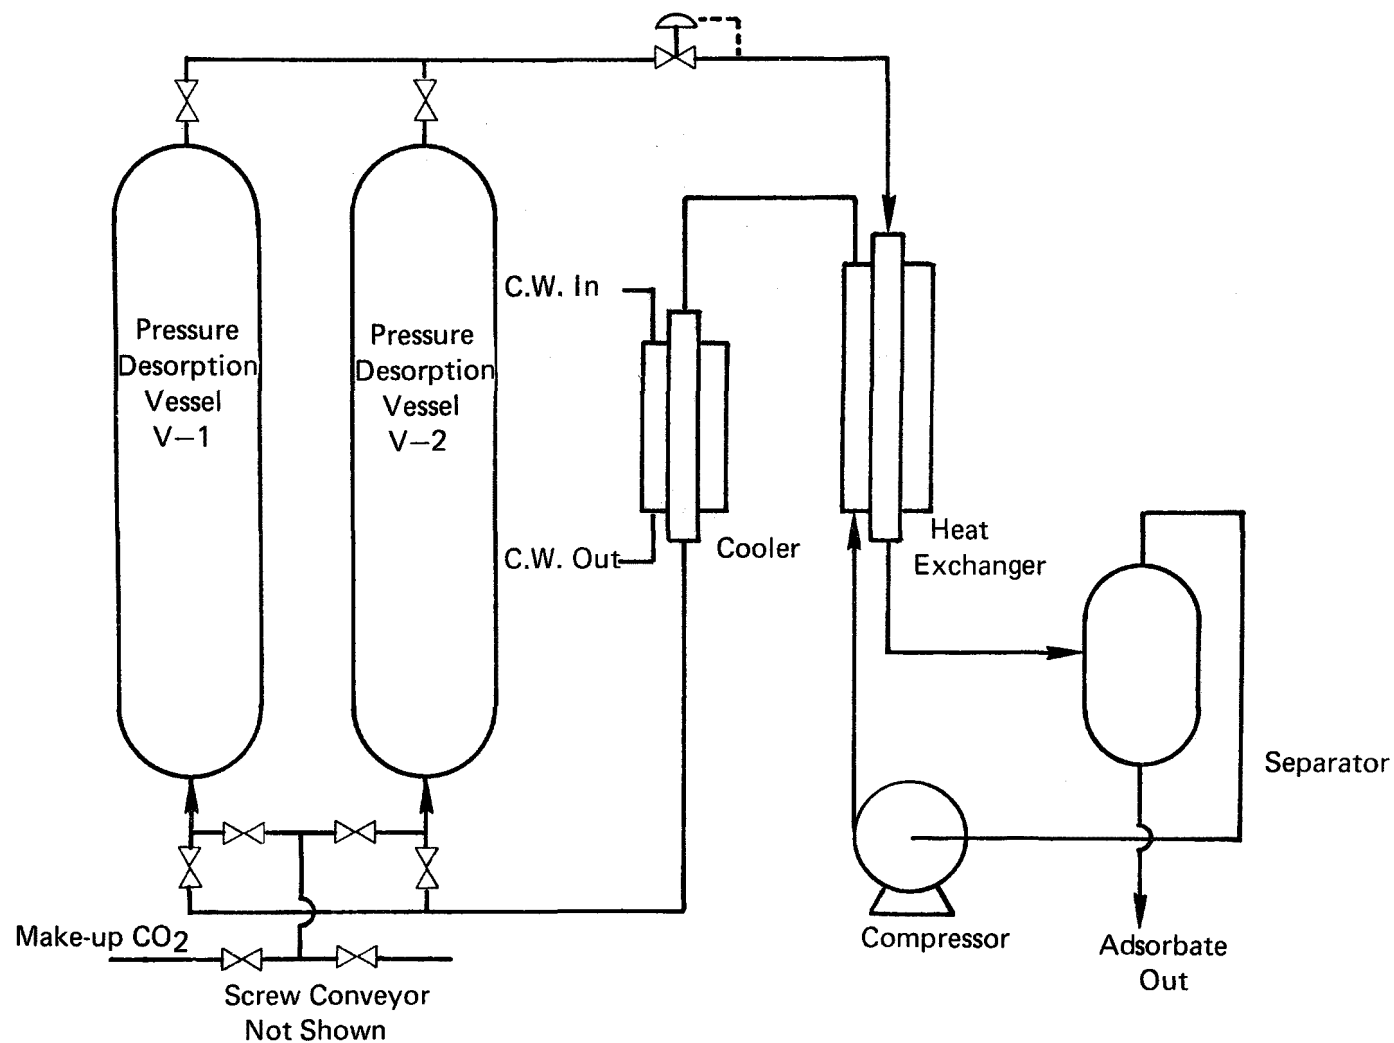 C.W. In
Pressure
Desorption
Vessel
V—1
Pressure
Desorption
Vessel
V—2
C.W. Out
Cooler
Heat
Exchanger
Separator
Make-up CO2
Compressor
Adsorbate
Out
Screw Conveyor
Not Shown